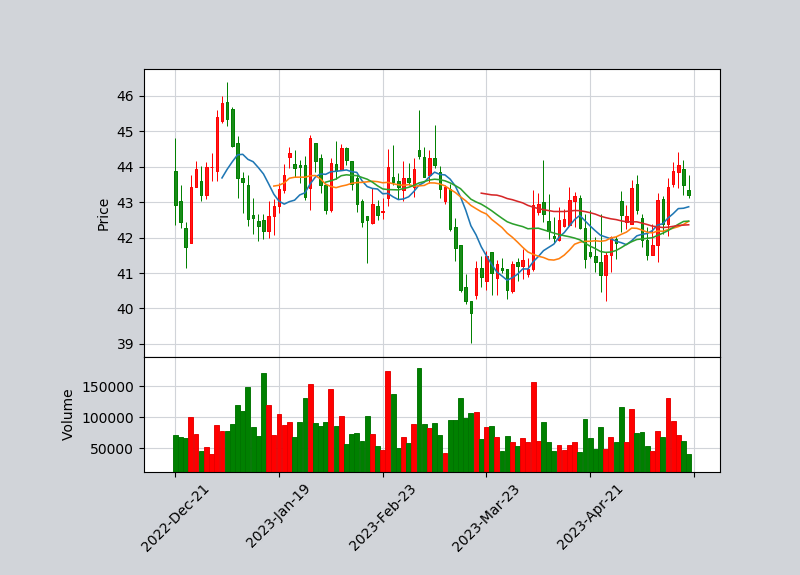 Price
46
45
44
43
42
41
40
39
Volume
150000
100000
50000
2022-Dec-21
2023-Jan-19
2023-Feb-23
2023-Mar-23
2023-Apr-21